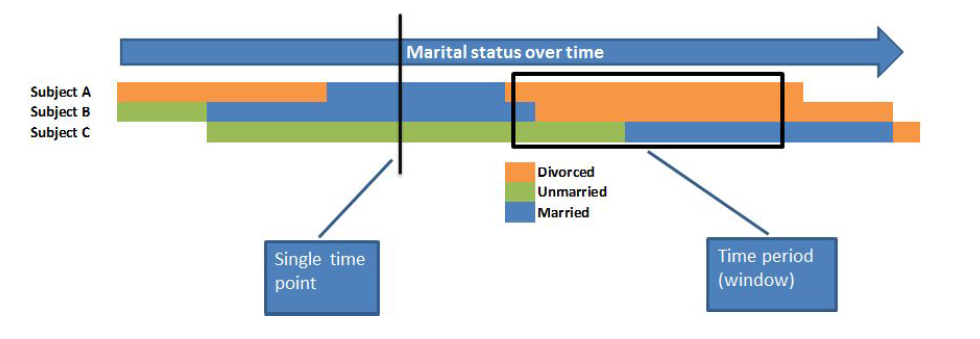 Marital status over time
Subject A
Subject B
Subject C
Divorced
Unmarried
Married
Single time
point
Time period
(window)